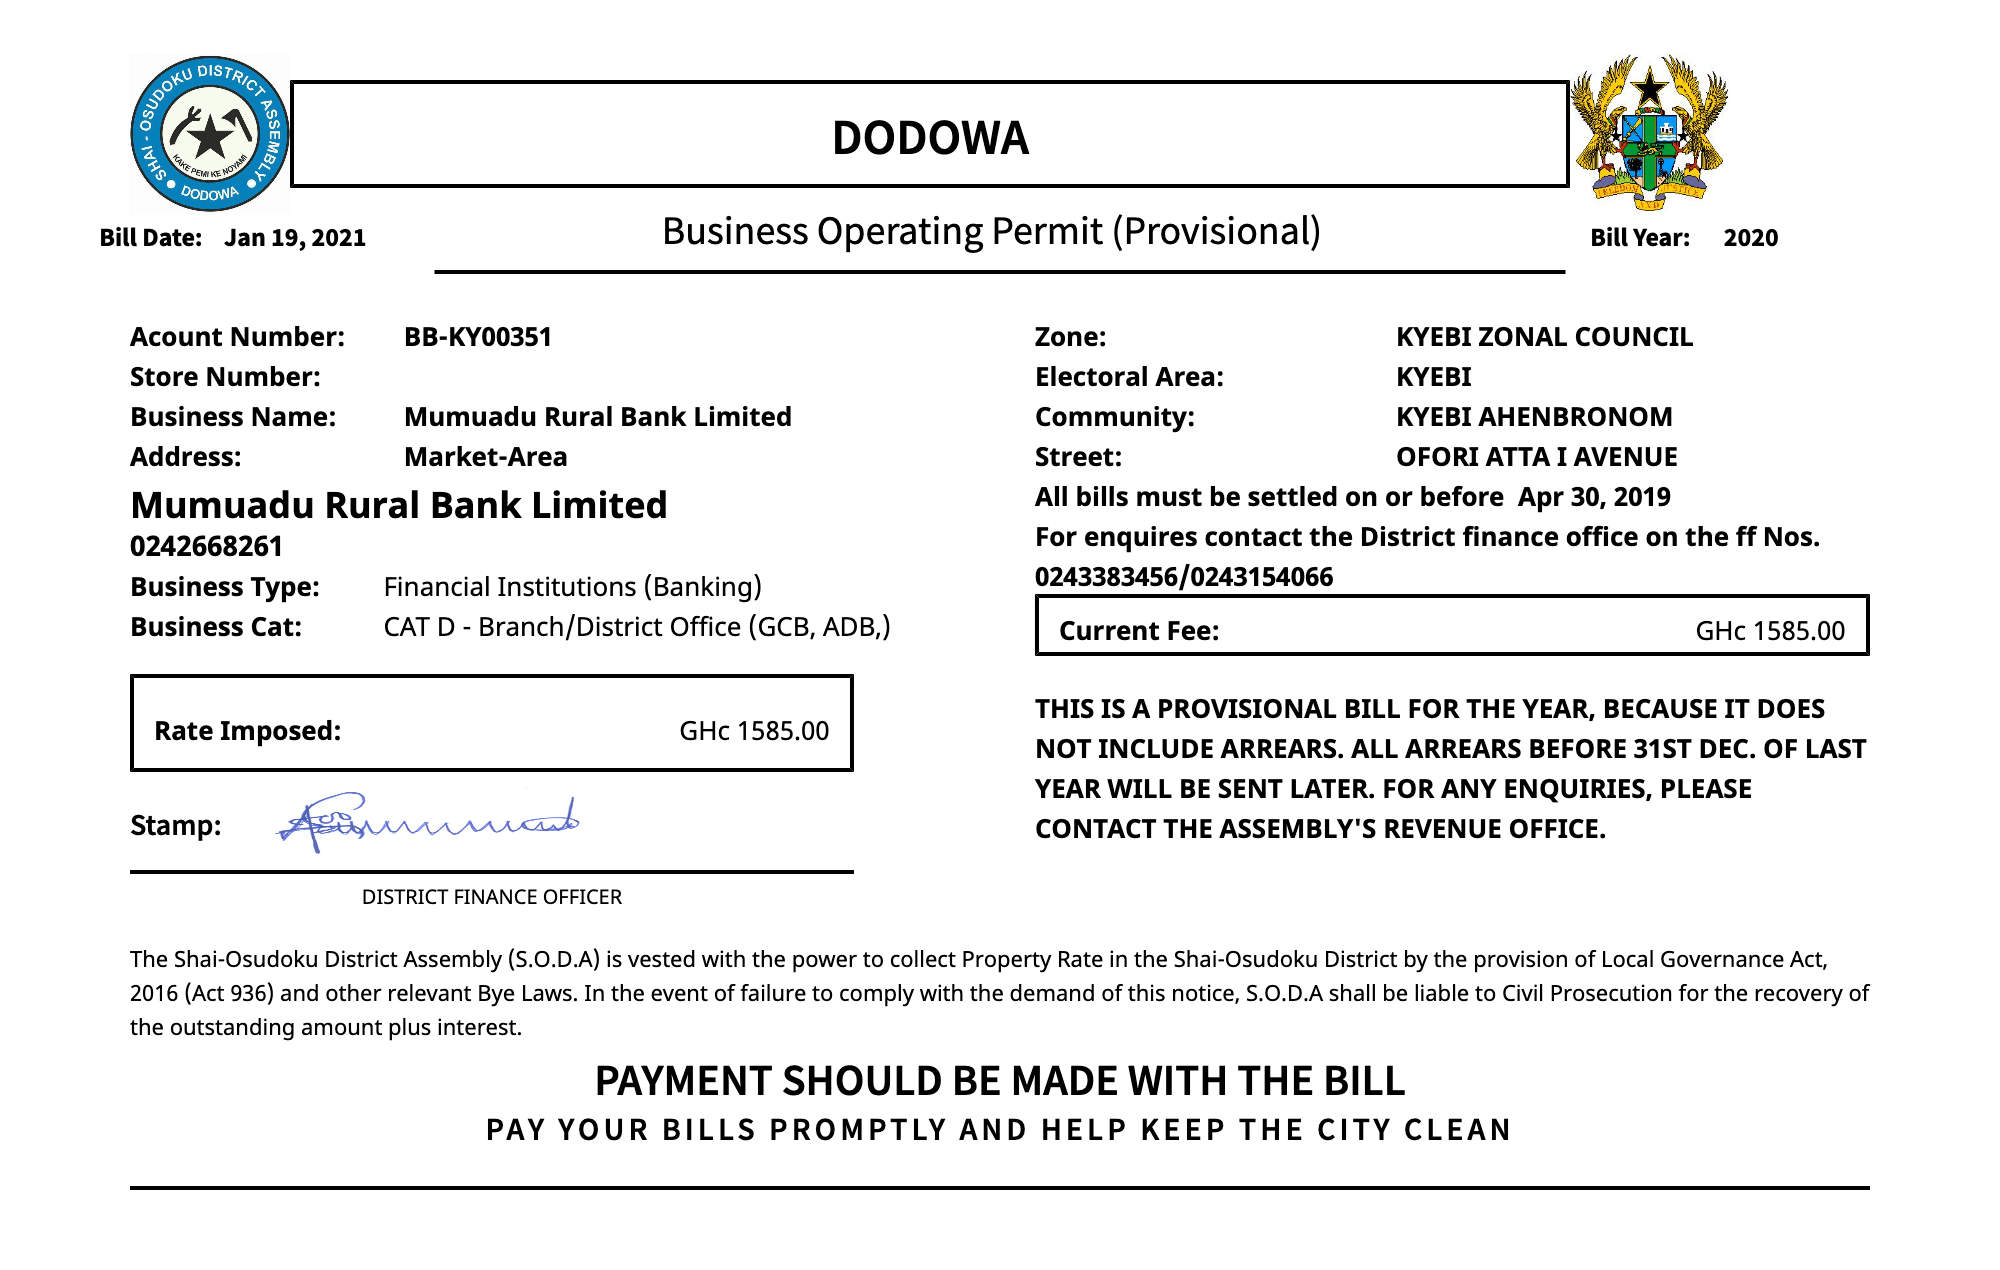 SHAI - OSUDOKU DISTRICT ASSEMBLY
KAKE PEMI KE NOYAMI
DODOWA
DODOWA
FREEDOM AND JUSTICE
Bill Date: Jan 19, 2021
Business Operating Permit (Provisional)
Bill Year: 2020
Acount Number: BB-KY00351
Store Number:
Business Name: Mumuadu Rural Bank Limited
Address: Market-Area
Mumuadu Rural Bank Limited
0242668261
Business Type: Financial Institutions (Banking)
Business Cat: CAT D - Branch/District Office (GCB, ADB,)
Rate Imposed: GHc 1585.00
Stamp:
DISTRICT FINANCE OFFICER
Zone: KYEBI ZONAL COUNCIL
Electoral Area: KYEBI
Community: KYEBI AHENBRONOM
Street: OFORI ATTA I AVENUE
All bills must be settled on or before Apr 30, 2019
For enquires contact the District finance office on the ff Nos.
0243383456/0243154066
Current Fee: GHc 1585.00
THIS IS A PROVISIONAL BILL FOR THE YEAR, BECAUSE IT DOES
NOT INCLUDE ARREARS. ALL ARREARS BEFORE 31ST DEC. OF LAST
YEAR WILL BE SENT LATER. FOR ANY ENQUIRIES, PLEASE
CONTACT THE ASSEMBLY'S REVENUE OFFICE.
The Shai-Osudoku District Assembly (S.O.D.A) is vested with the power to collect Property Rate in the Shai-Osudoku District by the provision of Local Governance Act,
2016 (Act 936) and other relevant Bye Laws. In the event of failure to comply with the demand of this notice, S.O.D.A shall be liable to Civil Prosecution for the recovery of
the outstanding amount plus interest.
PAYMENT SHOULD BE MADE WITH THE BILL
PAY YOUR BILLS PROMPTLY AND HELP KEEP THE CITY CLEAN